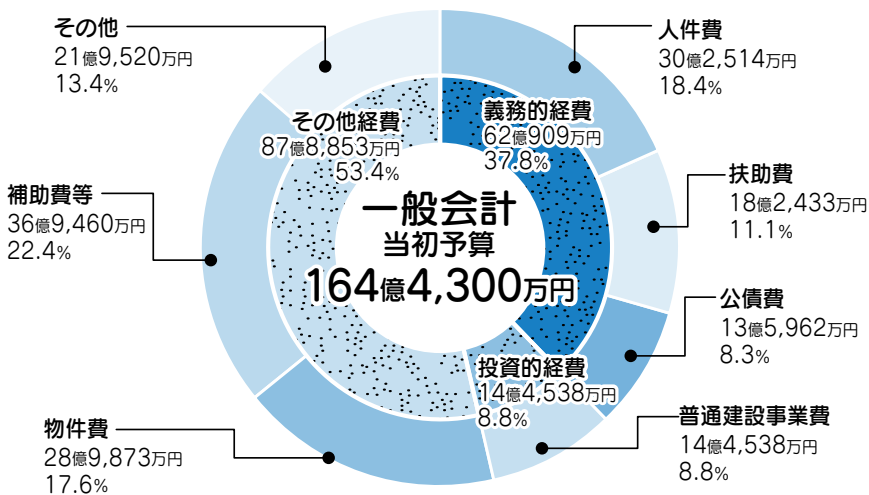 一般会計
当初予算
164億4,300万円
義務的経費
62億909万円
37.8%
投資的経費
14億4,538万円
8.8%
その他経費
87億8,853万円
53.4%
人件費
30億2,514万円
18.4%
扶助費
18億2,433万円
11.1%
公債費
13億5,962万円
8.3%
普通建設事業費
14億4,538万円
8.8%
物件費
28億9,873万円
17.6%
補助費等
36億9,460万円
22.4%
その他
21億9,520万円
13.4%